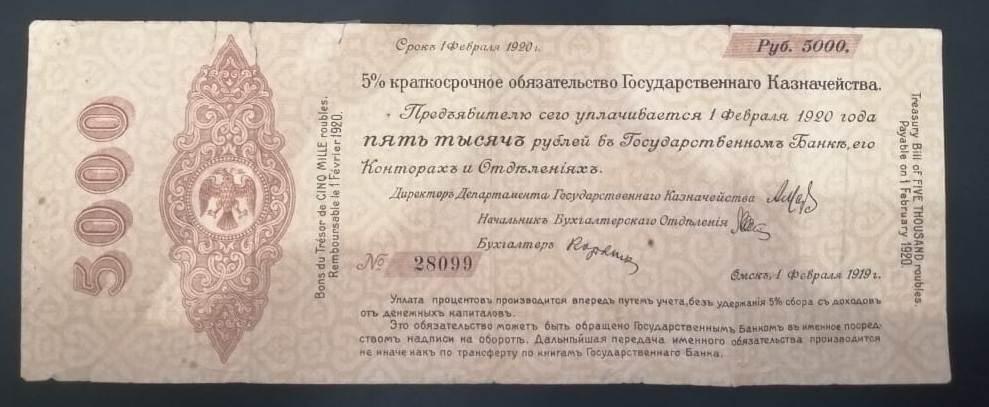 5000
Bons du Trésor de CINQ MILLE roubles.
Remboursable le 1 Février 1920.
Срокъ 1 Февраля 1920 г.
Руб. 5000.
5% краткосрочное обязательство Государственнаго Казначейства.
Предъявителю сего уплачивается 1 Февраля 1920 года
ПЯТЬ ТЫСЯЧЪ рублей въ Государственномъ Банкѣ, его
Конторахъ и Отдѣленіяхъ.
Директоръ Департамента Государственнаго Казначейства
Начальникъ Бухгалтерскаго Отдѣленія
Бухгалтеръ
№ 28099
Омскъ, 1 Февраля 1919 г.
Уплата процентовъ производится впередъ путемъ учета, безъ удержанія 5% сбора съ доходовъ
отъ денежныхъ капиталовъ.
Это обязательство можетъ быть обращено Государственнымъ Банкомъ въ именное посред-
ствомъ надписи на оборотѣ. Дальнѣйшая передача именного обязательства производится
не иначе какъ по трансферту по книгамъ Государственнаго Банка.
Treasury Bill of FIVE THOUSAND roubles.
Payable on 1 February 1920.